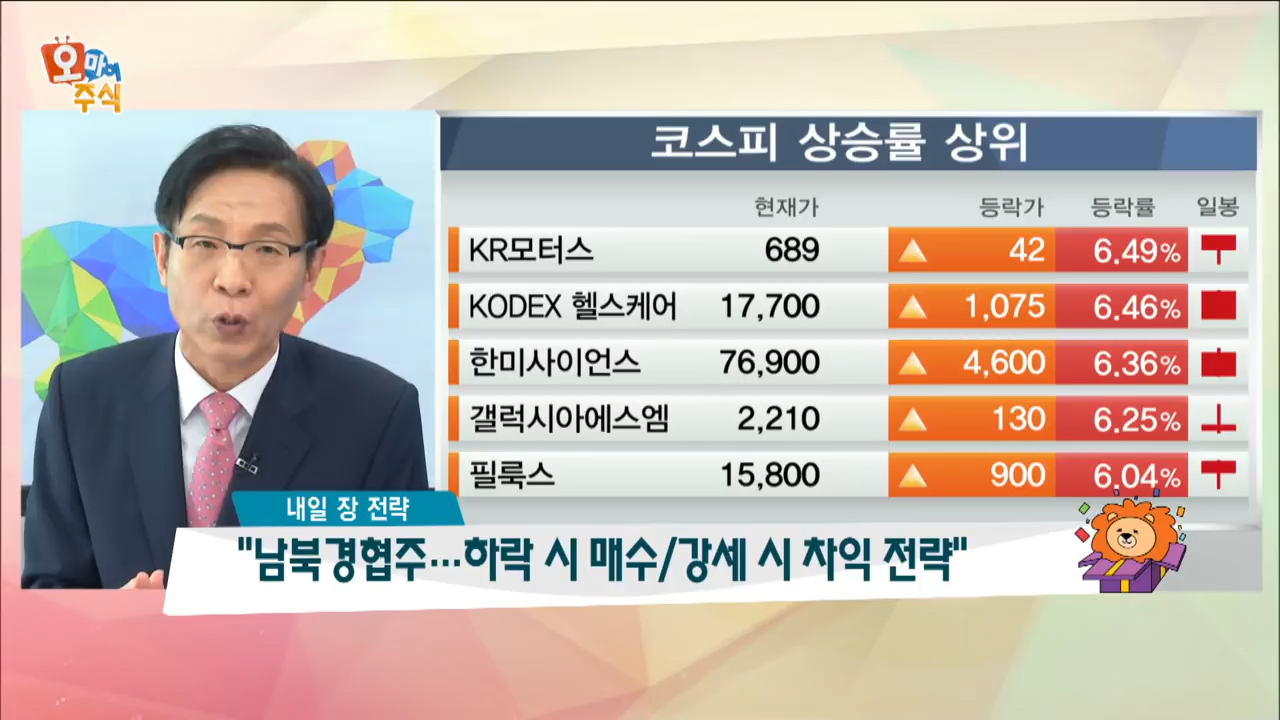 오마이
주식
코스피 상승률 상위
현재가 등락가 등락률 일봉
KR모터스 689 ▲ 42 6.49%
KODEX 헬스케어 17,700 ▲ 1,075 6.46%
한미사이언스 76,900 ▲ 4,600 6.36%
갤럭시아에스엠 2,210 ▲ 130 6.25%
필룩스 15,800 ▲ 900 6.04%
내일 장 전략
"남북경협주…하락 시 매수/강세 시 차익 전략"